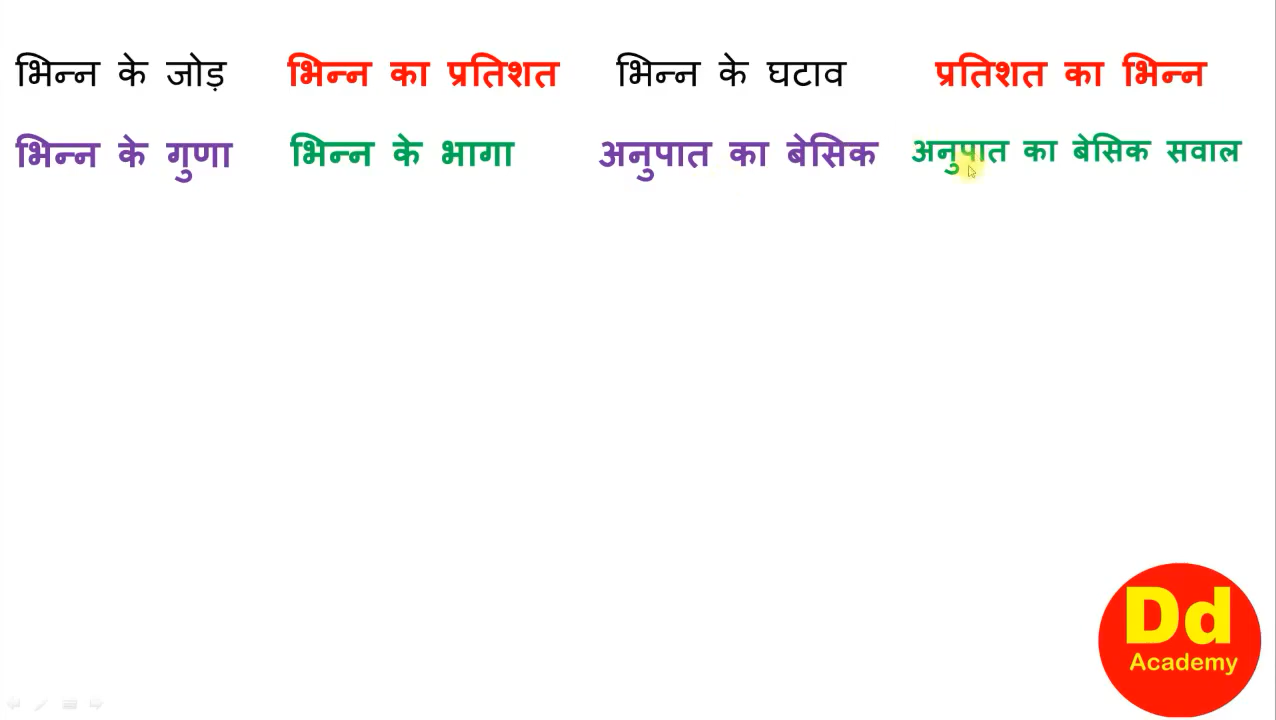 भिन्न के जोड़ भिन्न का प्रतिशत भिन्न के घटाव प्रतिशत का भिन्न
भिन्न के गुणा भिन्न के भागा अनुपात का बेसिक अनुपात का बेसिक सवाल
Dd
Academy